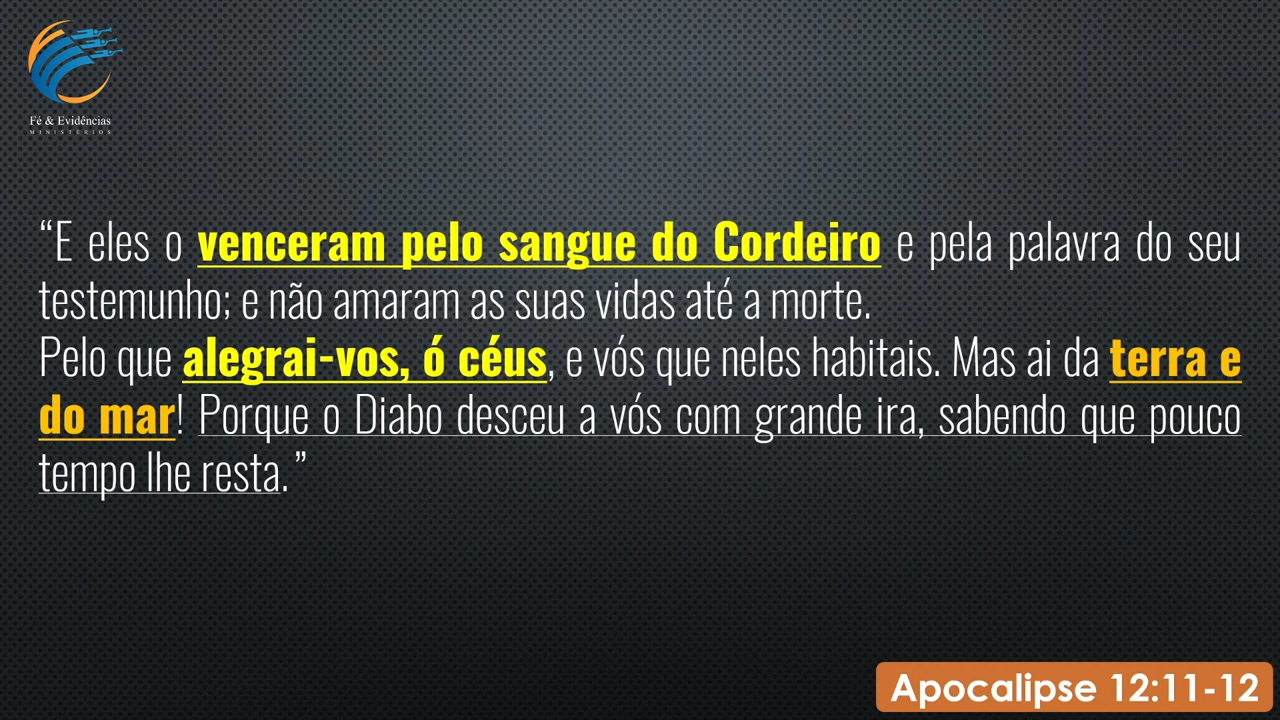 Fé & Evidências
MINISTÉRIOS
“E eles o venceram pelo sangue do Cordeiro e pela palavra do seu
testemunho; e não amaram as suas vidas até a morte.
Pelo que alegrai-vos, ó céus, e vós que neles habitais. Mas ai da terra e
do mar! Porque o Diabo desceu a vós com grande ira, sabendo que pouco
tempo lhe resta.”
Apocalipse 12:11-12